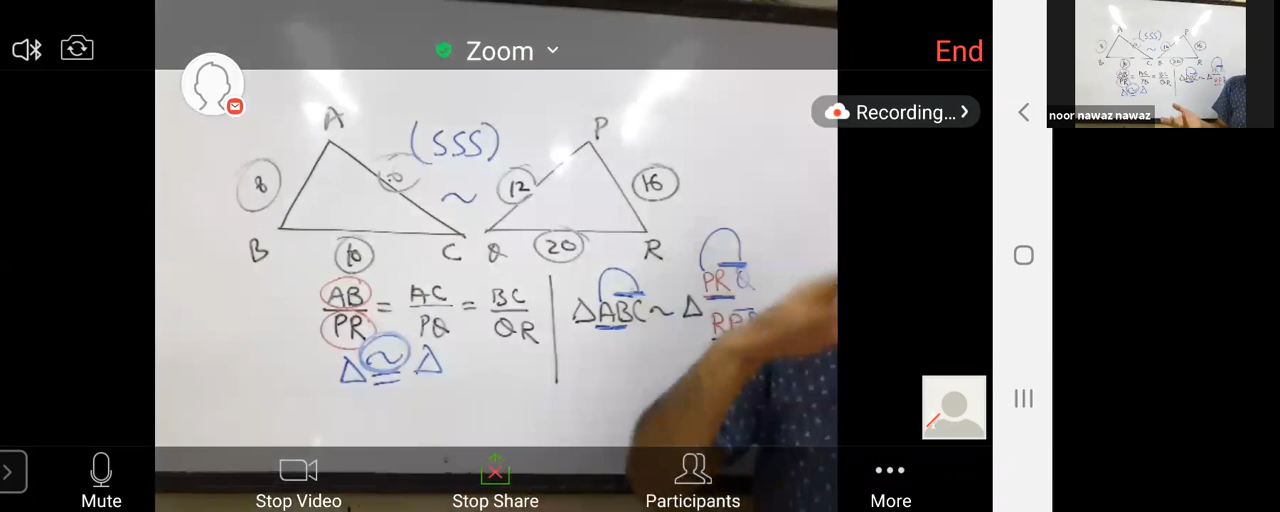 Zoom
End
Recording...
noor nawaz nawaz
A
(SSS)
P
8
~
12
16
B
10
C
Q
20
R
AB/PR = AC/PQ = BC/QR
ΔABC ~ Δ PRQ
Δ ≅ Δ
Mute
Stop Video
Stop Share
Participants
More